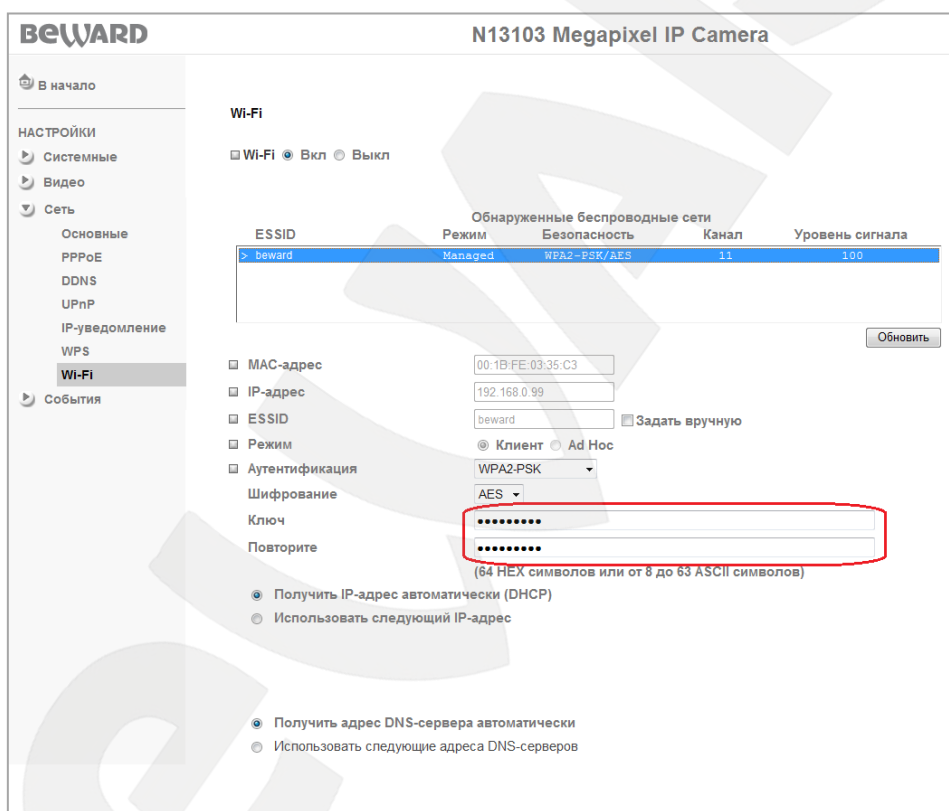 BEWARD
N13103 Megapixel IP Camera
В начало
НАСТРОЙКИ
Системные
Видео
Сеть
Основные
PPPoE
DDNS
UPnP
IP-уведомление
WPS
Wi-Fi
События
Wi-Fi
Wi-Fi Вкл Выкл
Обнаруженные беспроводные сети
ESSID Режим Безопасность Канал Уровень сигнала
> beward Managed WPA2-PSK/AES 11 100
Обновить
MAC-адрес 00:1B:FE:03:35:C3
IP-адрес 192.168.0.99
ESSID beward Задать вручную
Режим Клиент Ad Hoc
Аутентификация WPA2-PSK
Шифрование AES
Ключ •••••••••
Повторите •••••••••
(64 HEX символов или от 8 до 63 ASCII символов)
Получить IP-адрес автоматически (DHCP)
Использовать следующий IP-адрес
Получить адрес DNS-сервера автоматически
Использовать следующие адреса DNS-серверов